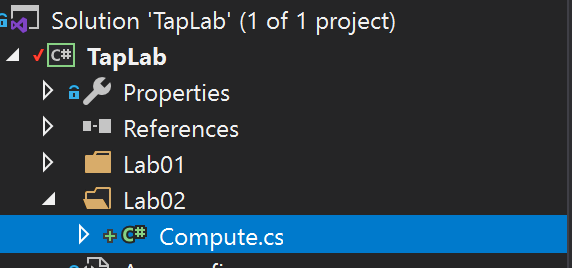 Solution 'TapLab' (1 of 1 project)
C# TapLab
Properties
References
Lab01
Lab02
C# Compute.cs